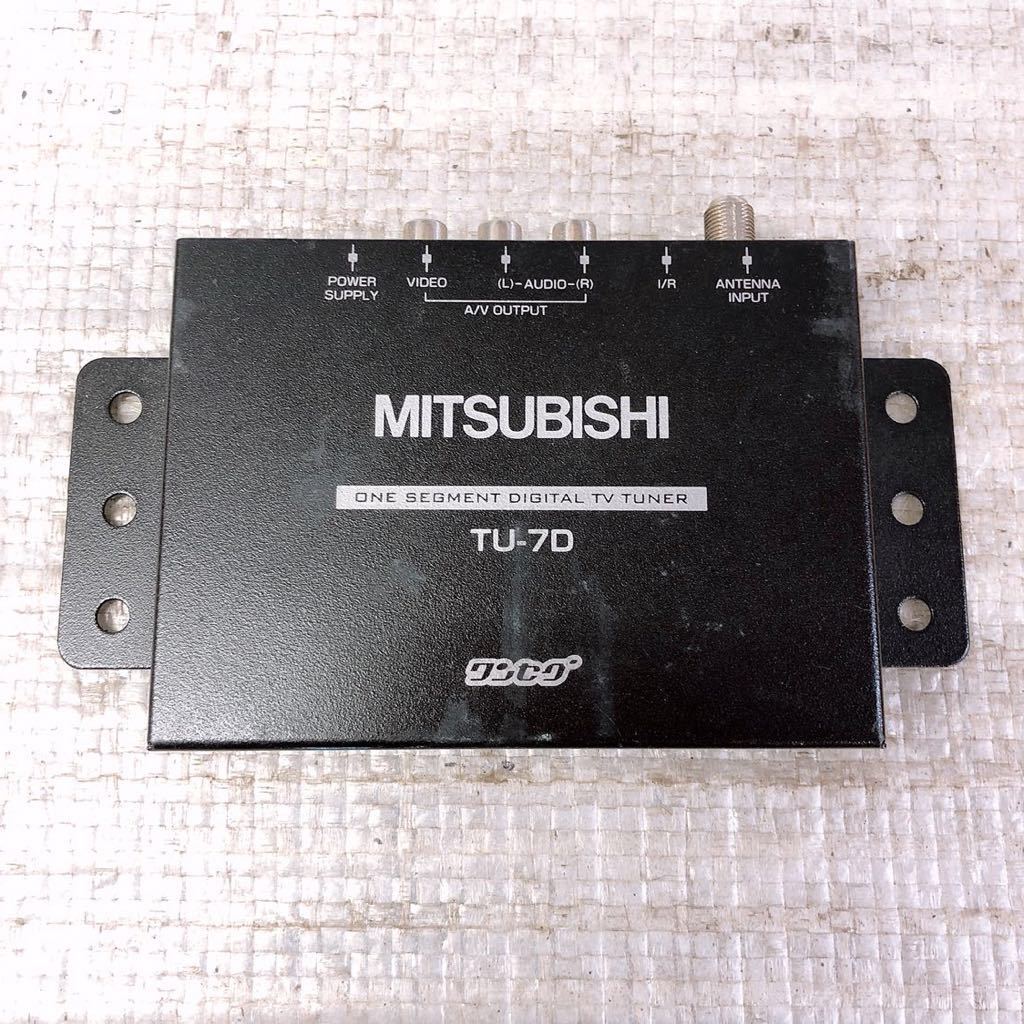 POWER SUPPLY
VIDEO
(L)-AUDIO-(R)
A/V OUTPUT
I/R
ANTENNA INPUT
MITSUBISHI
ONE SEGMENT DIGITAL TV TUNER
TU-7D
ワンセグ